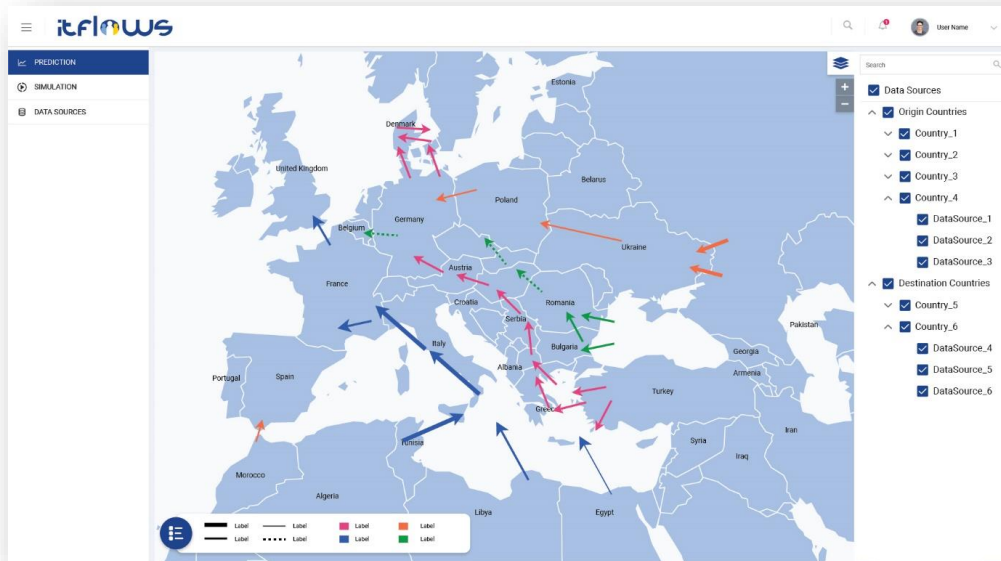 itflows
User Name
PREDICTION
SIMULATION
DATA SOURCES
Estonia
Denmark
United Kingdom
Belarus
Poland
Germany
Belgium
Ukraine
Austria
France
Croatia
Romania
Serbia
Pakistan
Italy
Bulgaria
Georgia
Albania
Armenia
Portugal
Spain
Turkey
Greece
Tunisia
Syria
Iran
Iraq
Morocco
Algeria
Libya
Egypt
Label Label Label Label
Label Label Label Label
Search
Data Sources
Origin Countries
Country_1
Country_2
Country_3
Country_4
DataSource_1
DataSource_2
DataSource_3
Destination Countries
Country_5
Country_6
DataSource_4
DataSource_5
DataSource_6